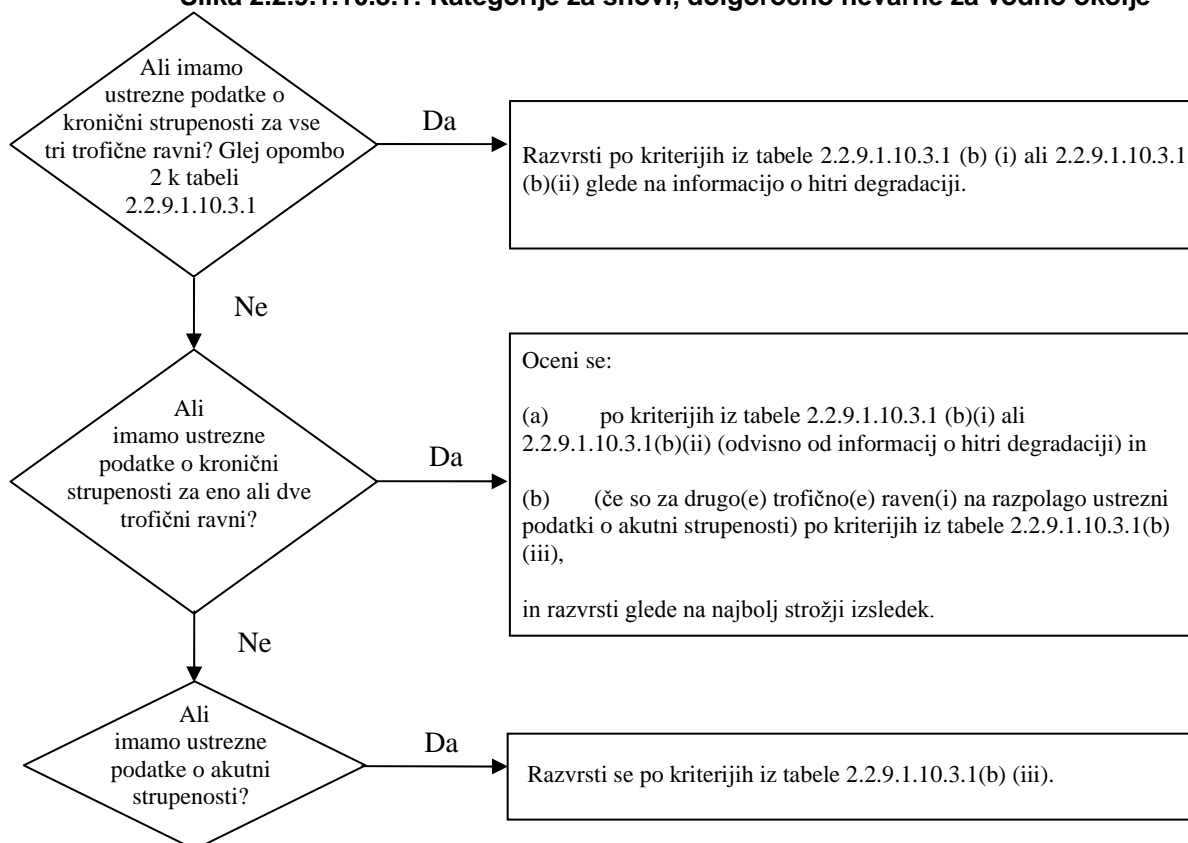 Slika 2.2.9.1.10.3.1: Kategorije za snovi, dolgoročno nevarne za vodno okolje
Ali imamo
ustrezne podatke o
kronični strupenosti za vse
tri trofične ravni? Glej opombo
2 k tabeli
2.2.9.1.10.3.1
Da
Razvrsti po kriterijih iz tabele 2.2.9.1.10.3.1 (b) (i) ali 2.2.9.1.10.3.1
(b)(ii) glede na informacijo o hitri degradaciji.
Ne
Ali
imamo ustrezne
podatke o kronični
strupenosti za eno ali dve
trofični ravni?
Da
Oceni se:
(a) po kriterijih iz tabele 2.2.9.1.10.3.1 (b)(i) ali
2.2.9.1.10.3.1(b)(ii) (odvisno od informacij o hitri degradaciji) in
(b) (če so za drugo(e) trofično(e) raven(i) na razpolago ustrezni
podatki o akutni strupenosti) po kriterijih iz tabele 2.2.9.1.10.3.1(b)
(iii),
in razvrsti glede na najbolj strožji izsledek.
Ne
Ali
imamo ustrezne
podatke o akutni
strupenosti?
Da
Razvrsti se po kriterijih iz tabele 2.2.9.1.10.3.1(b) (iii).